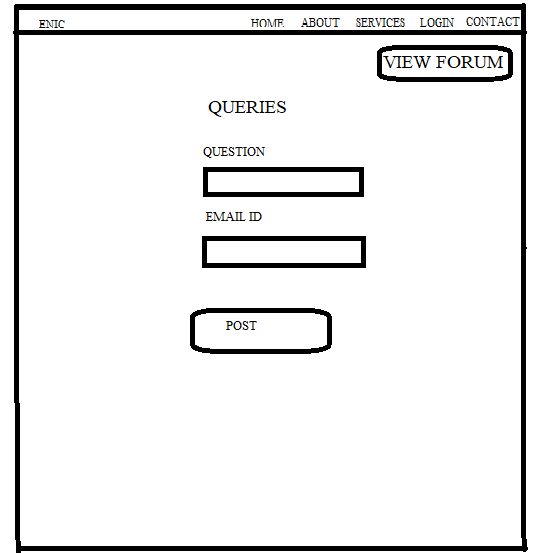 ENIC HOME ABOUT SERVICES LOGIN CONTACT
VIEW FORUM
QUERIES
QUESTION
EMAIL ID
POST